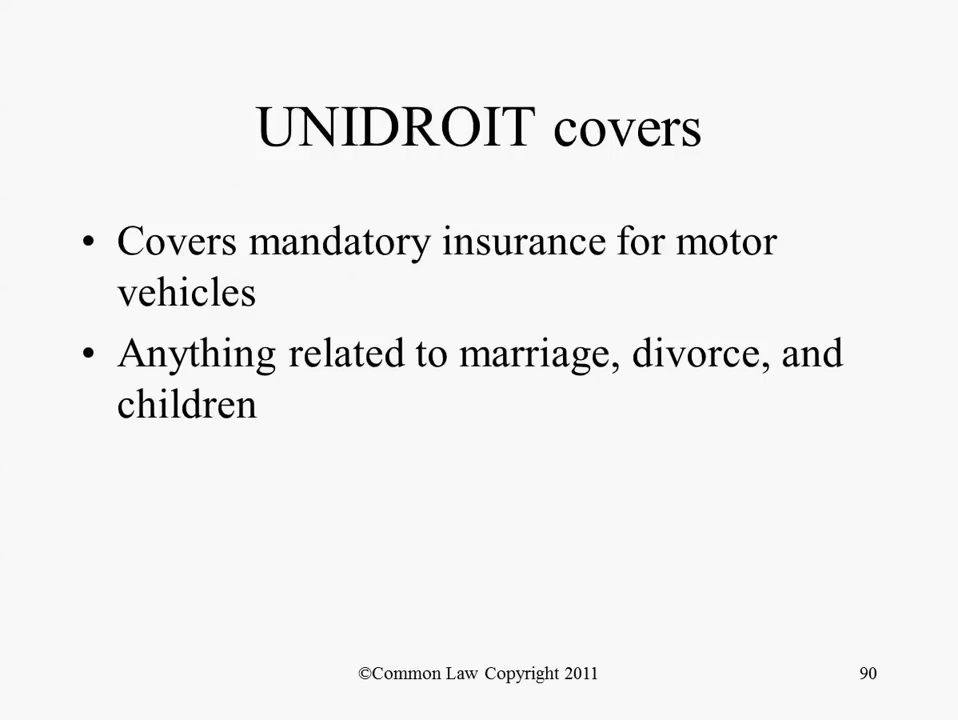 UNIDROIT covers
• Covers mandatory insurance for motor
vehicles
• Anything related to marriage, divorce, and
children
©Common Law Copyright 2011
90